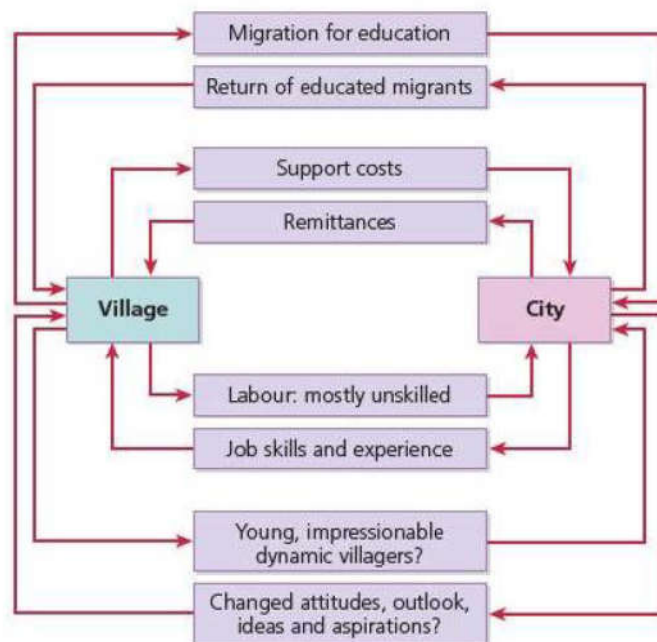 Migration for education
Return of educated migrants
Support costs
Remittances
Village
City
Labour: mostly unskilled
Job skills and experience
Young, impressionable
dynamic villagers?
Changed attitudes, outlook,
ideas and aspirations?